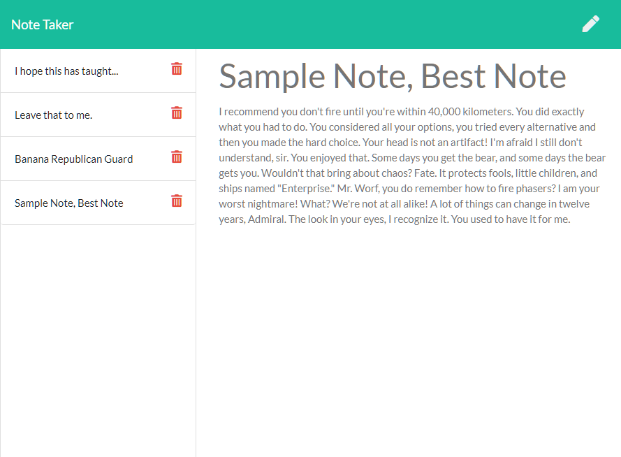 Note Taker
I hope this has taught...
Leave that to me.
Banana Republican Guard
Sample Note, Best Note
Sample Note, Best Note
I recommend you don't fire until you're within 40,000 kilometers. You did exactly
what you had to do. You considered all your options, you tried every alternative and
then you made the hard choice. Your head is not an artifact! I'm afraid I still don't
understand, sir. You enjoyed that. Some days you get the bear, and some days the bear
gets you. Wouldn't that bring about chaos? Fate. It protects fools, little children, and
ships named "Enterprise." Mr. Worf, you do remember how to fire phasers? I am your
worst nightmare! What? We're not at all alike! A lot of things can change in twelve
years, Admiral. The look in your eyes, I recognize it. You used to have it for me.